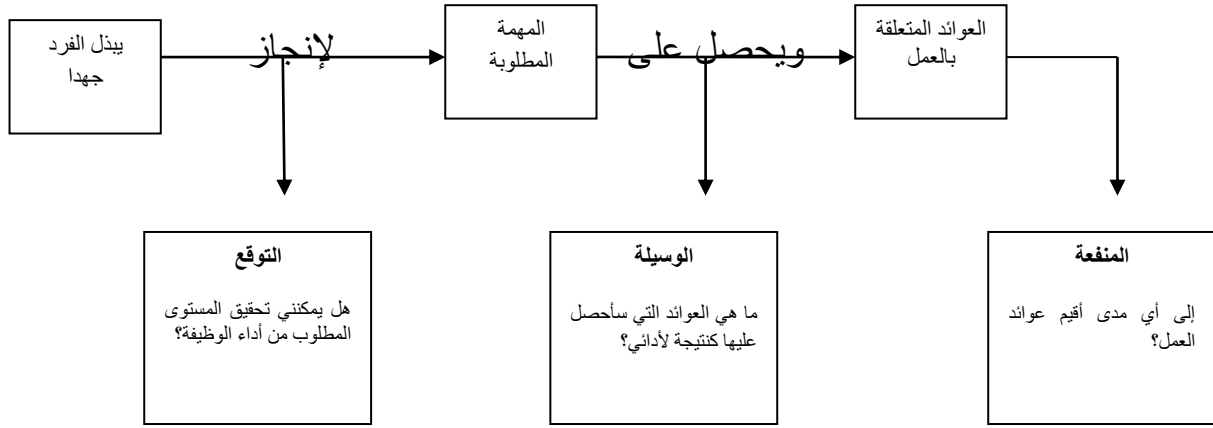 يبذل الفرد
جهدا
لإنجاز
المهمة
المطلوبة
ويحصل على
العوائد المتعلقة
بالعمل
التوقع
هل يمكنني تحقيق المستوى
المطلوب من أداء الوظيفة؟
الوسيلة
ما هي العوائد التي سأحصل
عليها كنتيجة لأدائي؟
المنفعة
إلى أي مدى أقيم عوائد
العمل؟